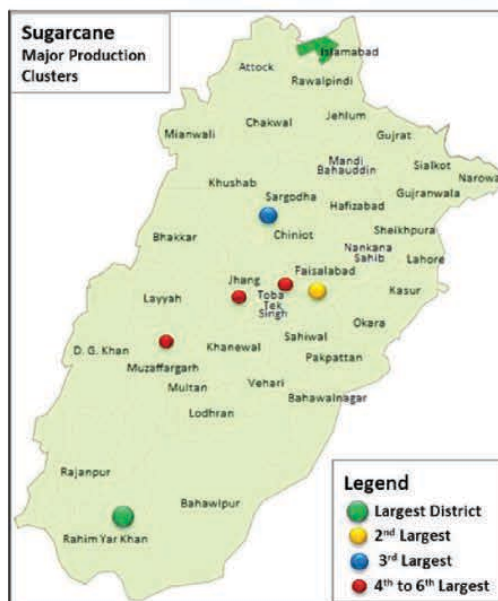 Sugarcane
Major Production
Clusters
Islamabad
Attock
Rawalpindi
Jehlum
Chakwal
Gujrat
Mianwali
Mandi
Bahauddin
Sialkot
Narowa
Khushab
Sargodha
Gujranwala
Hafizabad
Chiniot
Sheikhpura
Bhakkar
Nankana
Sahib
Lahore
Faisalabad
Jhang
Kasur
Layyah
Toba
Tek
Singh
Okara
Sahiwal
D. G. Khan
Khanewal
Pakpattan
Muzaffargarh
Multan
Vehari
Bahawalnagar
Lodhran
Rajanpur
Bahawlpur
Rahim Yar Khan
Legend
Largest District
2nd Largest
3rd Largest
4th to 6th Largest